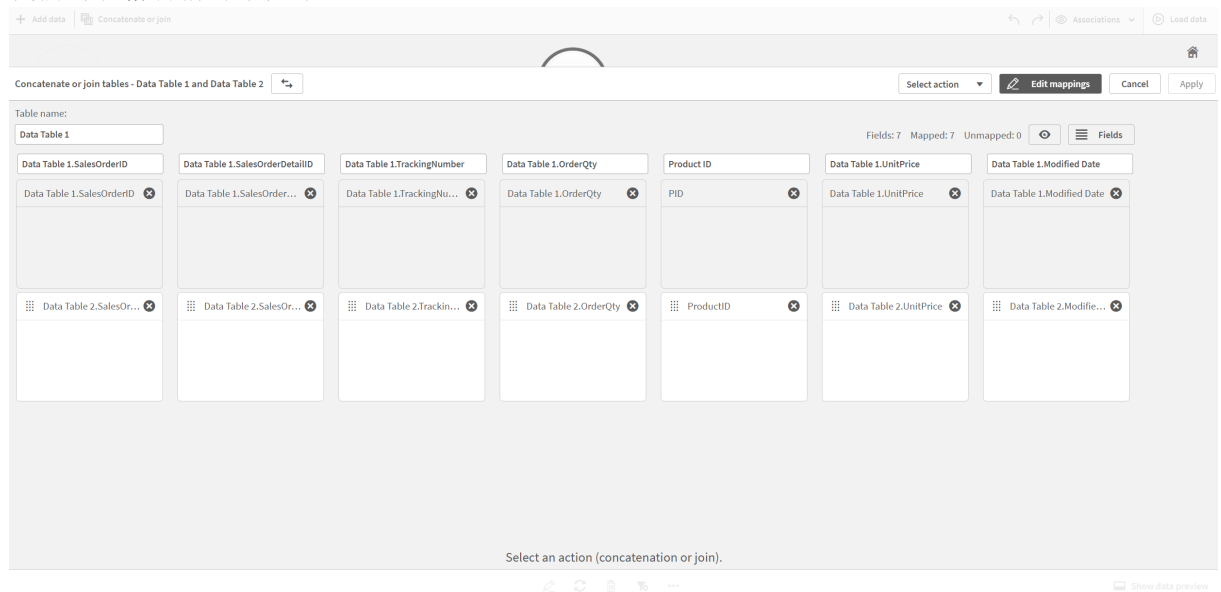 Add data Concatenate or join Associations Load data
Concatenate or join tables - Data Table 1 and Data Table 2 Select action Edit mappings Cancel Apply
Table name:
Data Table 1 Fields: 7 Mapped: 7 Unmapped: 0 Fields
Data Table 1.SalesOrderID Data Table 1.SalesOrderDetailID Data Table 1.TrackingNumber Data Table 1.OrderQty Product ID Data Table 1.UnitPrice Data Table 1.Modified Date
Data Table 1.SalesOrderID Data Table 1.SalesOrder... Data Table 1.TrackingNu... Data Table 1.OrderQty PID Data Table 1.UnitPrice Data Table 1.Modified Date
Data Table 2.SalesOr... Data Table 2.SalesOr... Data Table 2.Trackin... Data Table 2.OrderQty ProductID Data Table 2.UnitPrice Data Table 2.Modifie...
Select an action (concatenation or join).
Show data preview